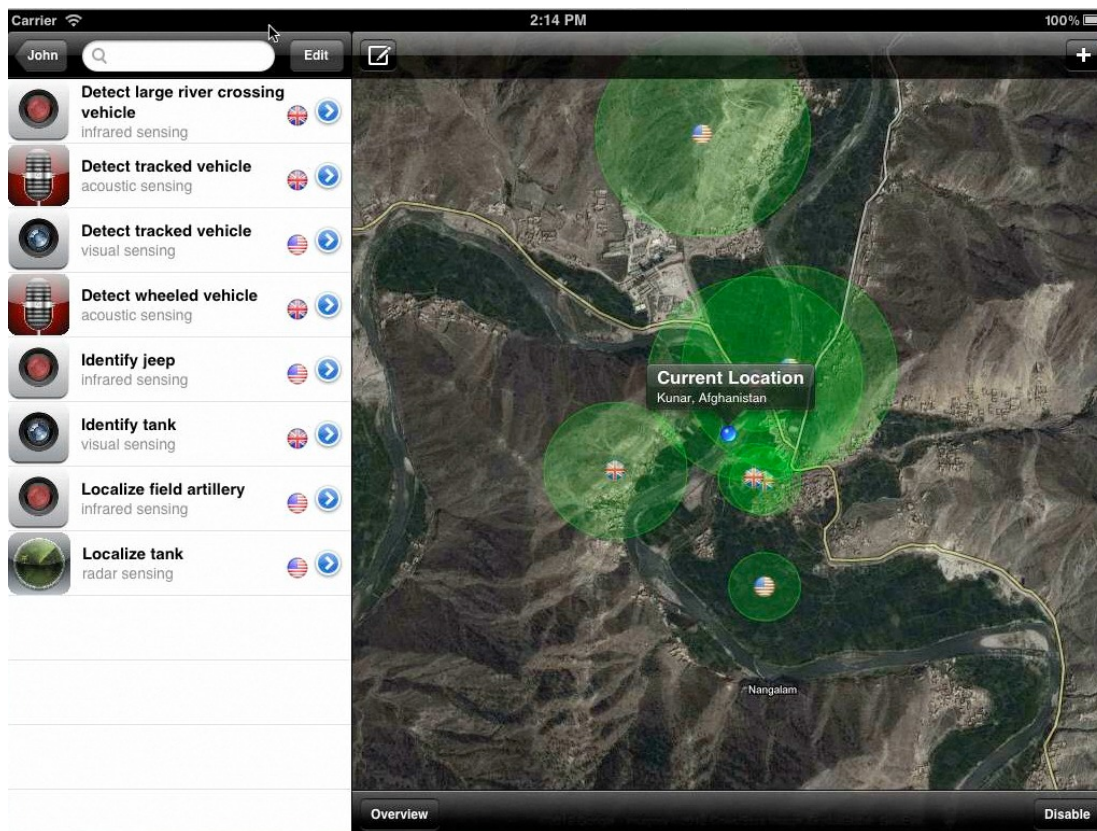 Carrier
2:14 PM
100%
John
Edit
Detect large river crossing
vehicle
infrared sensing
Detect tracked vehicle
acoustic sensing
Detect tracked vehicle
visual sensing
Detect wheeled vehicle
acoustic sensing
Identify jeep
infrared sensing
Identify tank
visual sensing
Localize field artillery
infrared sensing
Localize tank
radar sensing
Current Location
Kunar, Afghanistan
Nangalam
Overview
Disable